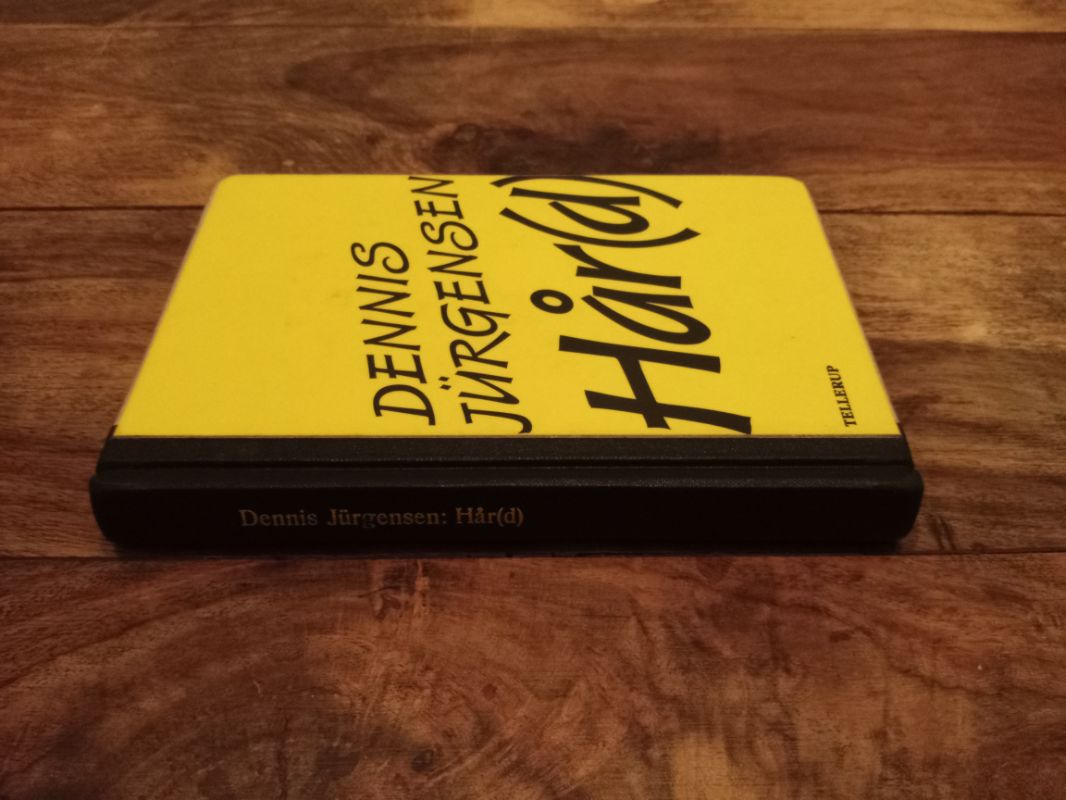 DENNIS
JÜRGENSEN
Hår(d)
TELLERUP
Dennis Jürgensen: Hår(d)